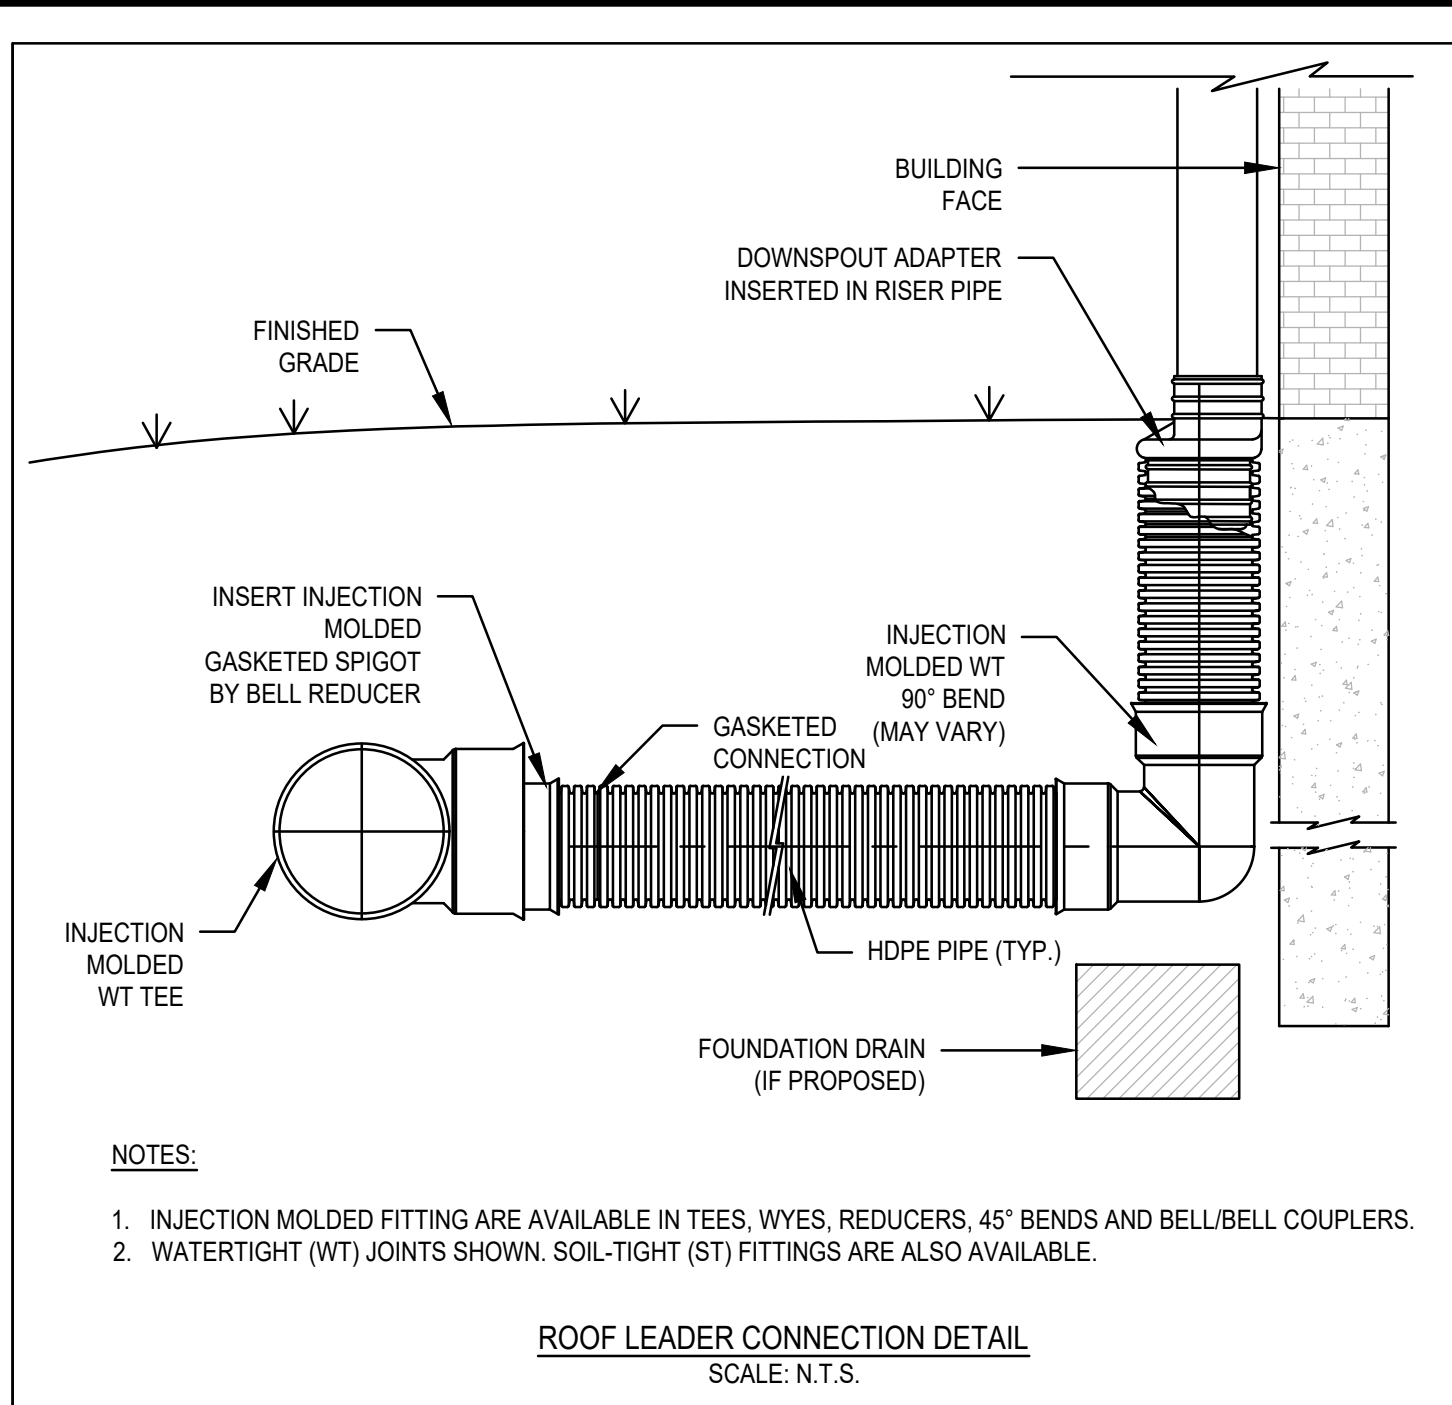 BUILDING
FACE
DOWNSPOUT ADAPTER
INSERTED IN RISER PIPE
FINISHED
GRADE
INSERT INJECTION
MOLDED
GASKETED SPIGOT
BY BELL REDUCER
INJECTION
MOLDED WT
90° BEND
(MAY VARY)
GASKETED
CONNECTION
INJECTION
MOLDED
WT TEE
HDPE PIPE (TYP.)
FOUNDATION DRAIN
(IF PROPOSED)
NOTES:
1. INJECTION MOLDED FITTING ARE AVAILABLE IN TEES, WYES, REDUCERS, 45° BENDS AND BELL/BELL COUPLERS.
2. WATERTIGHT (WT) JOINTS SHOWN. SOIL-TIGHT (ST) FITTINGS ARE ALSO AVAILABLE.
ROOF LEADER CONNECTION DETAIL
SCALE: N.T.S.